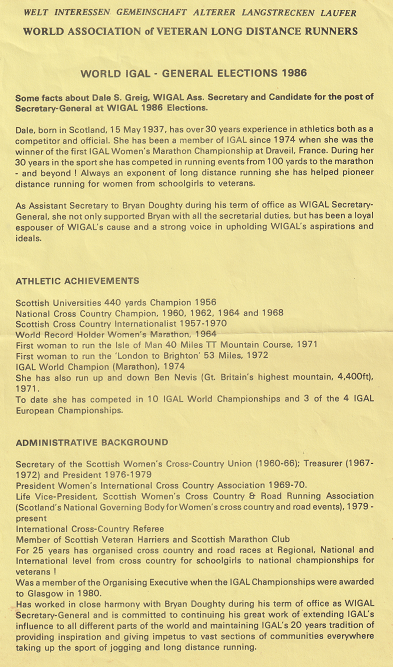 WELT INTERESSEN GEMEINSCHAFT ALTERER LANGSTRECKEN LAUFER
WORLD ASSOCIATION of VETERAN LONG DISTANCE RUNNERS
WORLD IGAL - GENERAL ELECTIONS 1986
Some facts about Dale S. Greig, WIGAL Ass. Secretary and Candidate for the post of
Secretary-General at WIGAL 1986 Elections.
Dale, born in Scotland, 15 May 1937, has over 30 years experience in athletics both as a
competitor and official. She has been a member of IGAL since 1974 when she was the
winner of the first IGAL Women's Marathon Championship at Draveil, France. During her
30 years in the sport she has competed in running events from 100 yards to the marathon
- and beyond ! Always an exponent of long distance running she has helped pioneer
distance running for women from schoolgirls to veterans.
As Assistant Secretary to Bryan Doughty during his term of office as WIGAL Secretary-
General, she not only supported Bryan with all the secretarial duties, but has been a loyal
espouser of WIGAL's cause and a strong voice in upholding WIGAL's aspirations and
ideals.
ATHLETIC ACHIEVEMENTS
Scottish Universities 440 yards Champion 1956
National Cross Country Champion, 1960, 1962, 1964 and 1968
Scottish Cross Country Internationalist 1957-1970
World Record Holder Women's Marathon, 1964
First woman to run the Isle of Man 40 Miles TT Mountain Course, 1971
First woman to run the 'London to Brighton' 53 Miles, 1972
IGAL World Champion (Marathon), 1974
She has also run up and down Ben Nevis (Gt. Britain's highest mountain, 4,400ft),
1971.
To date she has competed in 10 IGAL World Championships and 3 of the 4 IGAL
European Championships.
ADMINISTRATIVE BACKGROUND
Secretary of the Scottish Women's Cross-Country Union (1960-66); Treasurer (1967-
1972) and President 1976-1979
President Women's International Cross Country Association 1969-70.
Life Vice-President, Scottish Women's Cross Country & Road Running Association
(Scotland's National Governing Body for Women's cross country and road events), 1979 -
present
International Cross-Country Referee
Member of Scottish Veteran Harriers and Scottish Marathon Club
For 25 years has organised cross country and road races at Regional, National and
International level from cross country for schoolgirls to national championships for
veterans !
Was a member of the Organising Executive when the IGAL Championships were awarded
to Glasgow in 1980.
Has worked in close harmony with Bryan Doughty during his term of office as WIGAL
Secretary-General and is committed to continuing his great work of extending IGAL's
influence to all different parts of the world and maintaining IGAL's 20 years tradition of
providing inspiration and giving impetus to vast sections of communities everywhere
taking up the sport of jogging and long distance running.